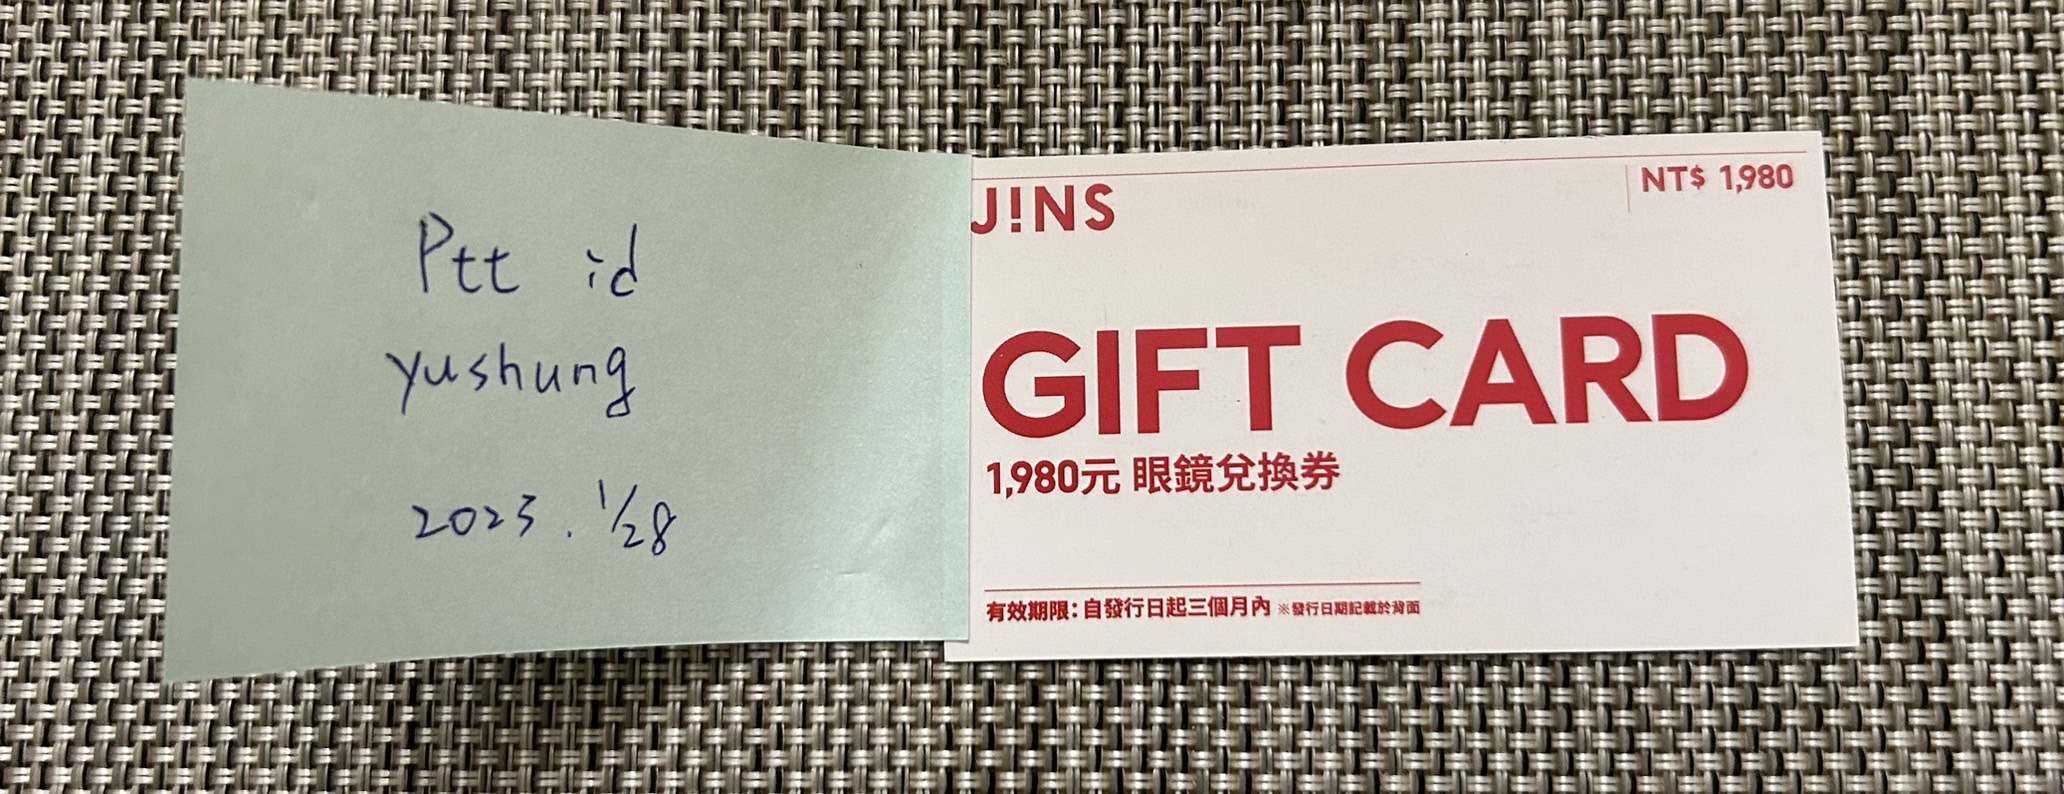 Ptt id
yushung
2023. 1/28
J!NS
NT$ 1,980
GIFT CARD
1,980元 眼鏡兌換券
有效期限：自發行日起三個月內 ※發行日期記載於背面